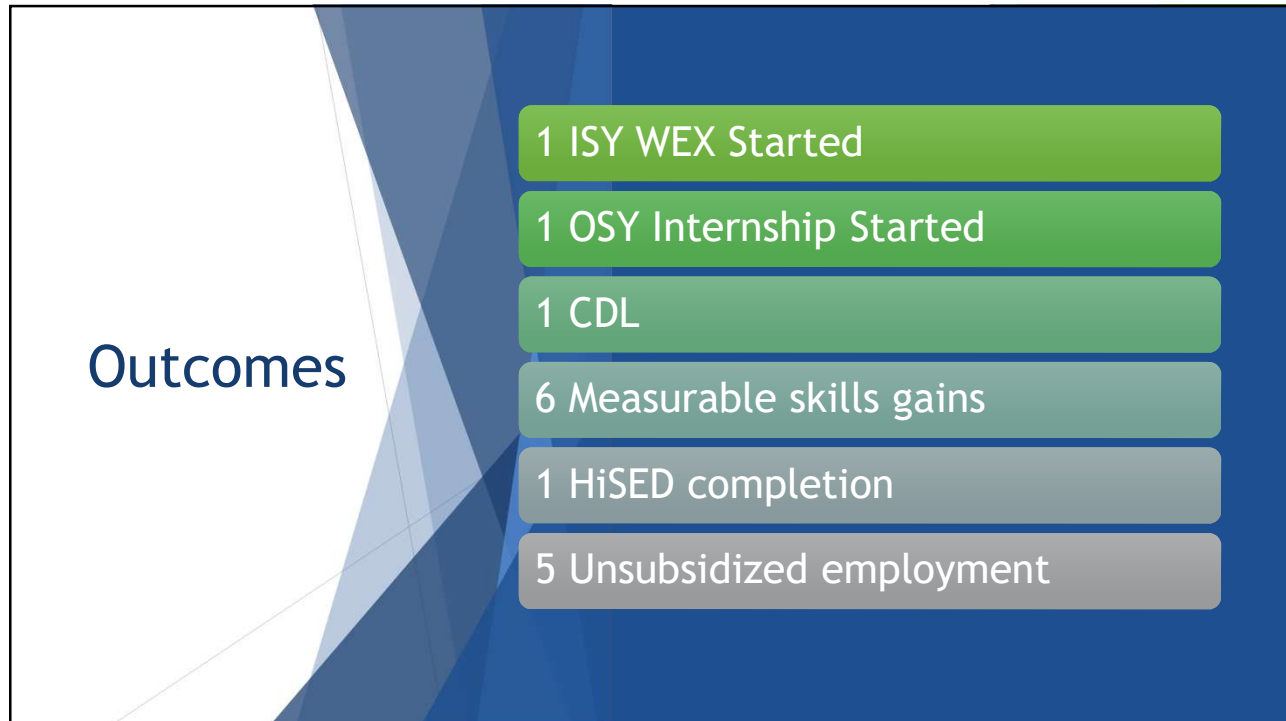 Outcomes
1 ISY WEX Started
1 OSY Internship Started
1 CDL
6 Measurable skills gains
1 HiSED completion
5 Unsubsidized employment